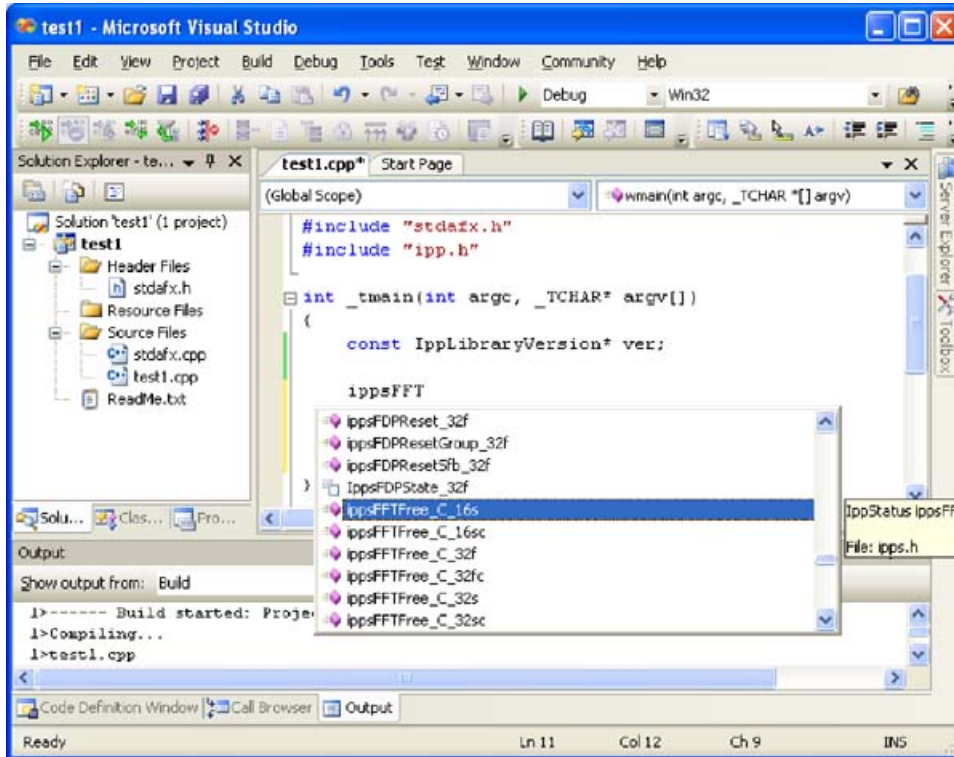 test1 - Microsoft Visual Studio
File Edit View Project Build Debug Tools Test Window Community Help
Debug Win32
Solution Explorer - te...
test1.cpp* Start Page
(Global Scope) wmain(int argc, _TCHAR *[] argv)
Solution 'test1' (1 project)
test1
Header Files
stdafx.h
Resource Files
Source Files
stdafx.cpp
test1.cpp
ReadMe.txt
#include "stdafx.h"
#include "ipp.h"
int _tmain(int argc, _TCHAR* argv[])
{
const IppLibraryVersion* ver;
ippsFFT
}
ippsFDPReset_32f
ippsFDPResetGroup_32f
ippsFDPResetSfb_32f
IppsFDPState_32f
ippsFFTFree_C_16s
ippsFFTFree_C_16sc
ippsFFTFree_C_32f
ippsFFTFree_C_32fc
ippsFFTFree_C_32s
ippsFFTFree_C_32sc
IppStatus ippsFF
File: ipps.h
Server Explorer
Toolbox
Solu... Clas... Pro...
Output
Show output from: Build
1>------ Build started: Proje
1>Compiling...
1>test1.cpp
Code Definition Window Call Browser Output
Ready Ln 11 Col 12 Ch 9 INS